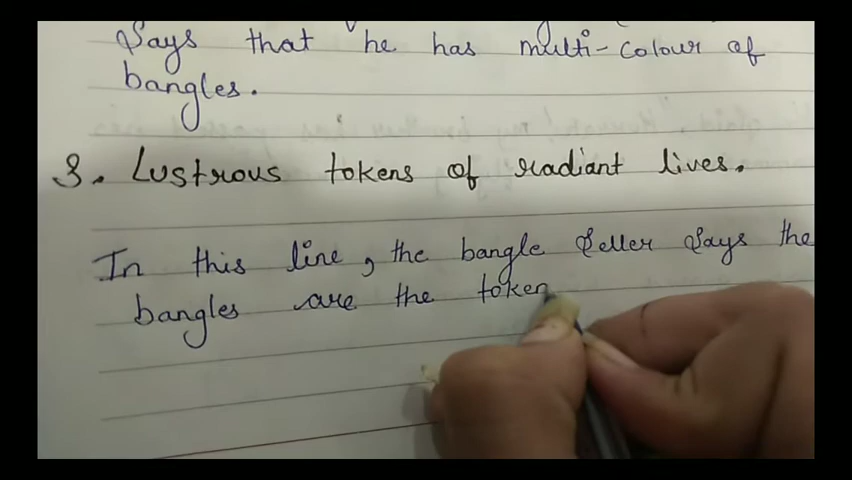 Says that he has multi-colour of
bangles.
3. Lustrous tokens of radiant lives.
In this line, the bangle Seller Says the
bangles are the token